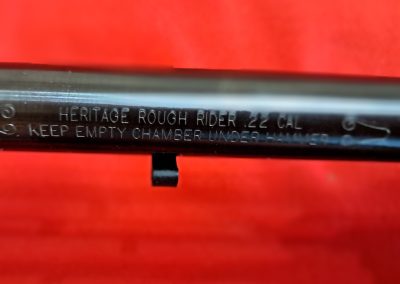 HERITAGE ROUGH RIDER .22 CAL
KEEP EMPTY CHAMBER UNDER HAMMER